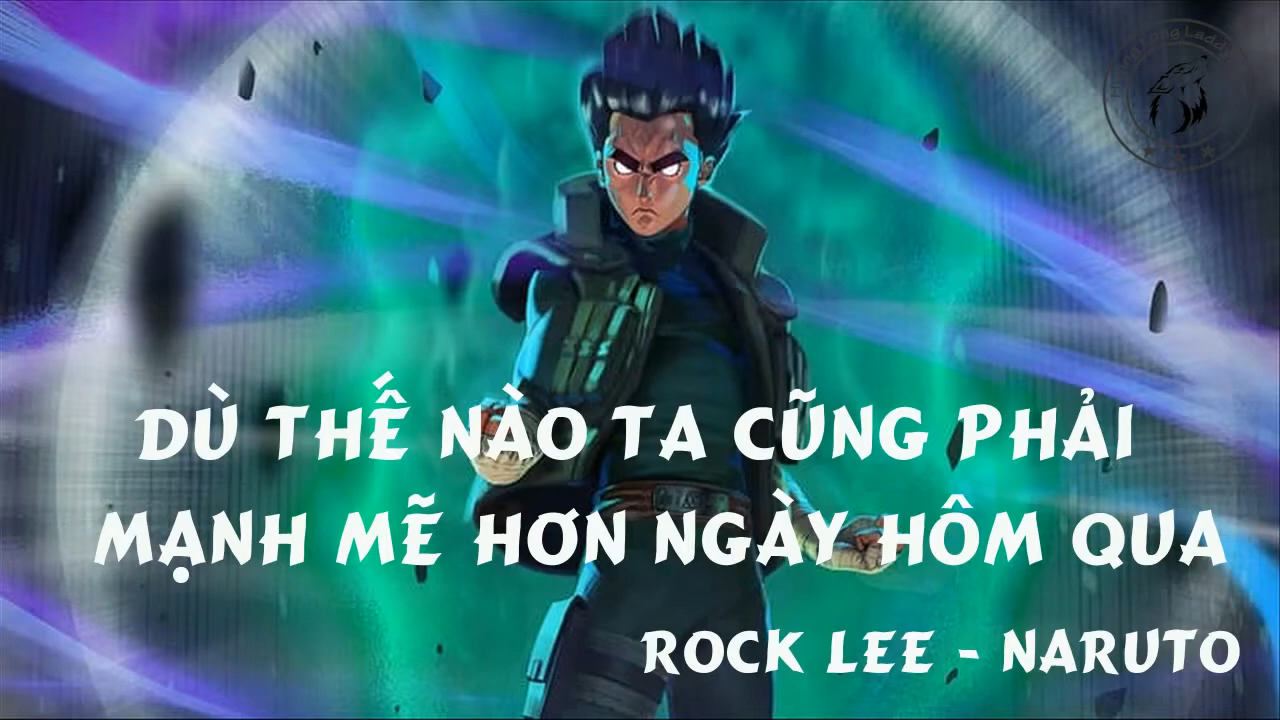 DÙ THẾ NÀO TA CŨNG PHẢI
MẠNH MẼ HƠN NGÀY HÔM QUA
ROCK LEE - NARUTO